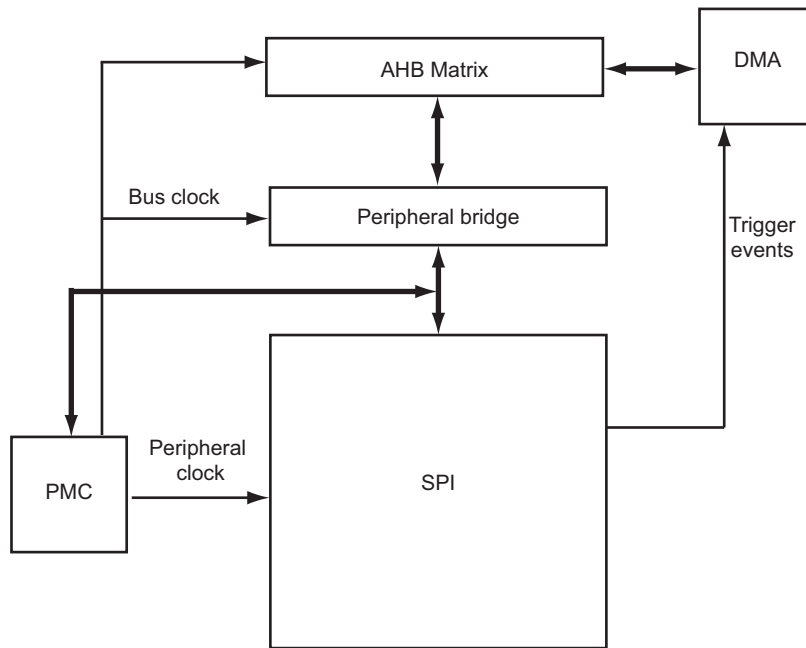 AHB Matrix
DMA
Bus clock
Peripheral bridge
Trigger
events
Peripheral
clock
PMC
SPI